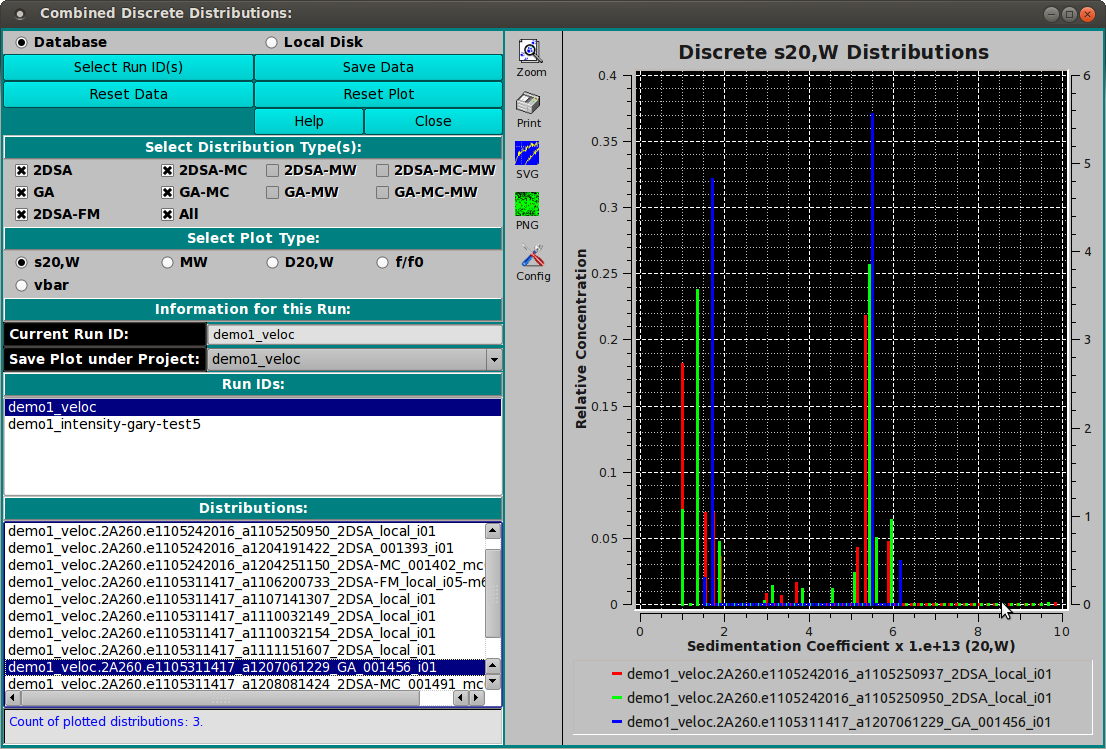 Combined Discrete Distributions:
Database
Local Disk
Select Run ID(s)
Save Data
Reset Data
Reset Plot
Help
Close
Select Distribution Type(s):
2DSA
2DSA-MC
2DSA-MW
2DSA-MC-MW
GA
GA-MC
GA-MW
GA-MC-MW
2DSA-FM
All
Select Plot Type:
s20,W
MW
D20,W
f/f0
vbar
Information for this Run:
Current Run ID:
demo1_veloc
Save Plot under Project:
demo1_veloc
Run IDs:
demo1_veloc
demo1_intensity-gary-test5
Distributions:
demo1_veloc.2A260.e1105242016_a1105250950_2DSA_local_i01
demo1_veloc.2A260.e1105242016_a1204191422_2DSA_001393_i01
demo1_veloc.2A260.e1105242016_a1204251150_2DSA-MC_001402_mc
demo1_veloc.2A260.e1105311417_a1106200733_2DSA-FM_local_i05-m6
demo1_veloc.2A260.e1105311417_a1107141307_2DSA_local_i01
demo1_veloc.2A260.e1105311417_a1110032149_2DSA_local_i01
demo1_veloc.2A260.e1105311417_a1110032154_2DSA_local_i01
demo1_veloc.2A260.e1105311417_a1111151607_2DSA_local_i01
demo1_veloc.2A260.e1105311417_a1207061229_GA_001456_i01
demo1_veloc.2A260.e1105311417_a1208081424_2DSA-MC_001491_mc
Count of plotted distributions: 3.
Zoom
Print
SVG
PNG
Config
Discrete s20,W Distributions
Relative Concentration
0.4
0.35
0.3
0.25
0.2
0.15
0.1
0.05
0
6
5
4
3
2
1
0
0
2
4
6
8
10
Sedimentation Coefficient x 1.e+13 (20,W)
demo1_veloc.2A260.e1105242016_a1105250937_2DSA_local_i01
demo1_veloc.2A260.e1105242016_a1105250950_2DSA_local_i01
demo1_veloc.2A260.e1105311417_a1207061229_GA_001456_i01